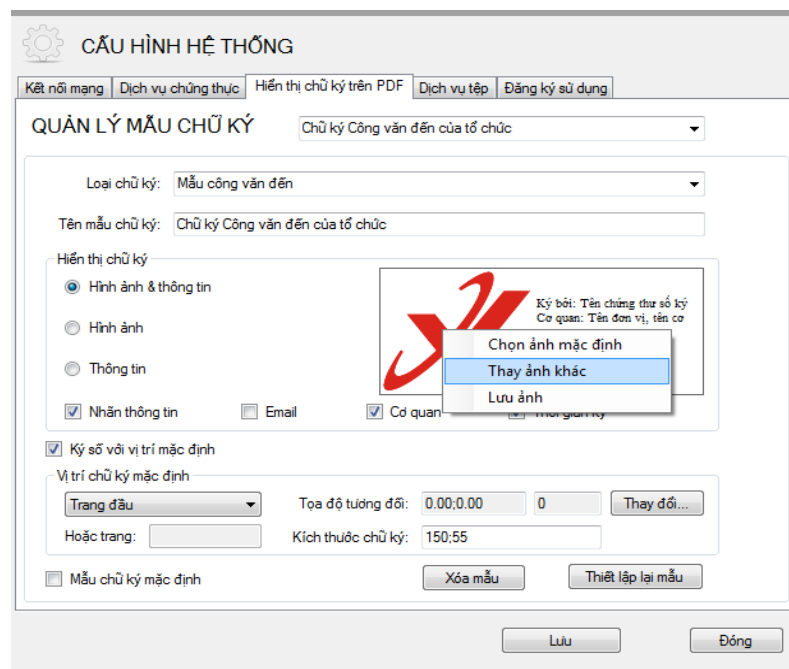 CẤU HÌNH HỆ THỐNG
Kết nối mạng Dịch vụ chứng thực Hiển thị chữ ký trên PDF Dịch vụ tệp Đăng ký sử dụng
QUẢN LÝ MẪU CHỮ KÝ Chữ ký Công văn đến của tổ chức
Loại chữ ký: Mẫu công văn đến
Tên mẫu chữ ký: Chữ ký Công văn đến của tổ chức
Hiển thị chữ ký
Hình ảnh & thông tin
Ký bởi: Tên chứng thư số ký
Cơ quan: Tên đơn vị, tên cơ
Hình ảnh
Chọn ảnh mặc định
Thông tin
Thay ảnh khác
Lưu ảnh
Nhãn thông tin Email Cơ quan Thời gian ký
Ký số với vị trí mặc định
Vị trí chữ ký mặc định
Trang đầu Tọa độ tương đối: 0.00;0.00 0 Thay đổi...
Hoặc trang: Kích thước chữ ký: 150;55
Mẫu chữ ký mặc định Xóa mẫu Thiết lập lại mẫu
Lưu Đóng